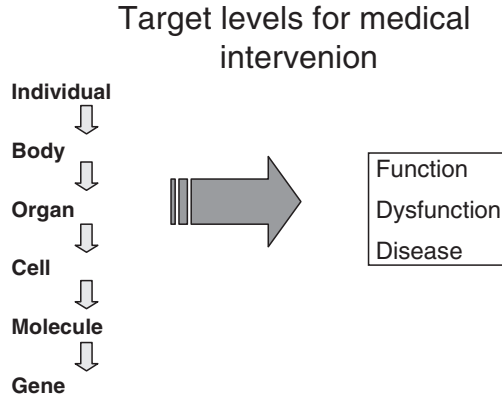 Target levels for medical
intervenion
Individual
Body
Organ
Cell
Molecule
Gene
Function
Dysfunction
Disease